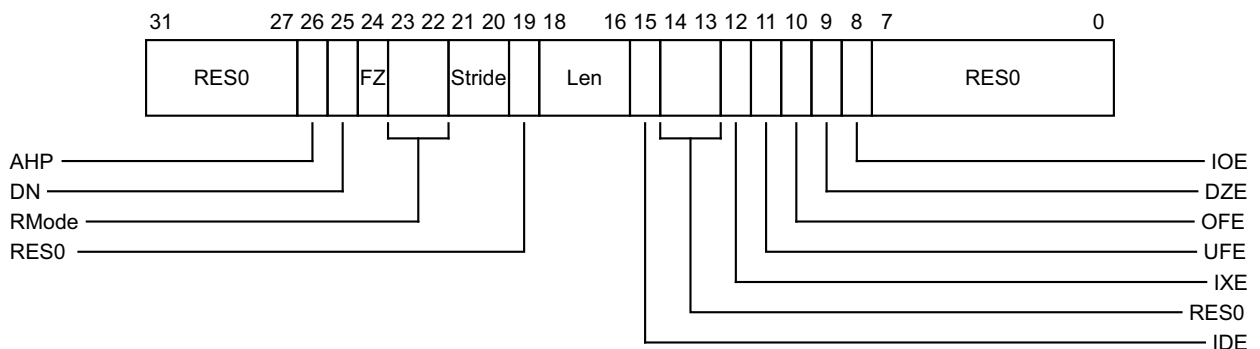 31 27 26 25 24 23 22 21 20 19 18 16 15 14 13 12 11 10 9 8 7 0
RES0 FZ Stride Len RES0
AHP IOE
DN DZE
RMode OFE
RES0 UFE
IXE
RES0
IDE